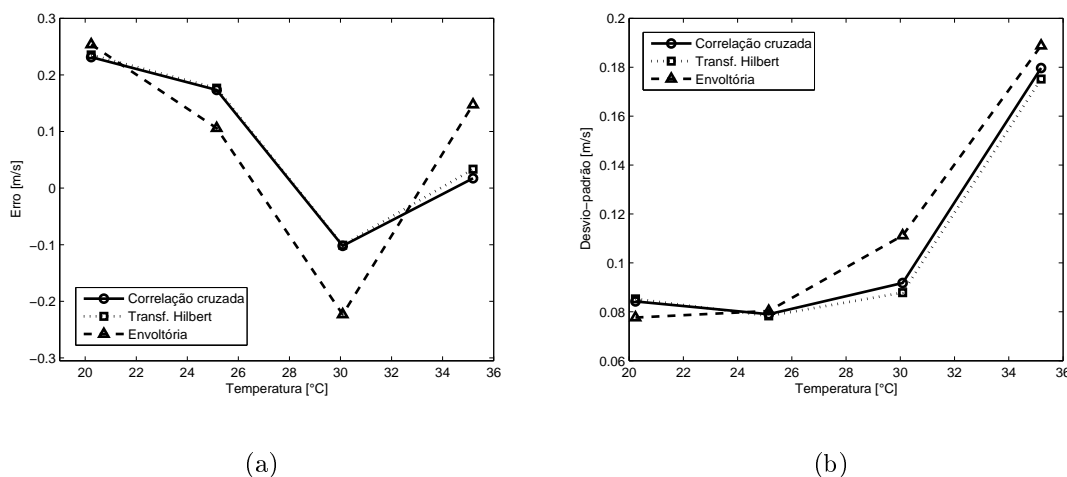 0.3
0.2
0.1
0
−0.1
−0.2
−0.3
20
22
24
26
28
30
32
34
36
Erro [m/s]
Temperatura [°C]
Correlação cruzada
Transf. Hilbert
Envoltória
(a)
0.2
0.18
0.16
0.14
0.12
0.1
0.08
0.06
20
22
24
26
28
30
32
34
36
Desvio−padrão [m/s]
Temperatura [°C]
Correlação cruzada
Transf. Hilbert
Envoltória
(b)